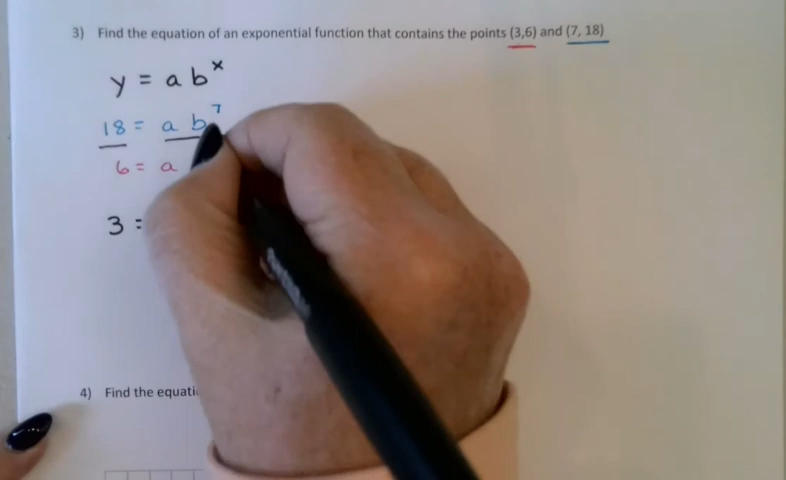 3) Find the equation of an exponential function that contains the points (3,6) and (7, 18)
y = a b^x
18 = a b^7
6 = a
3 =
4) Find the equati